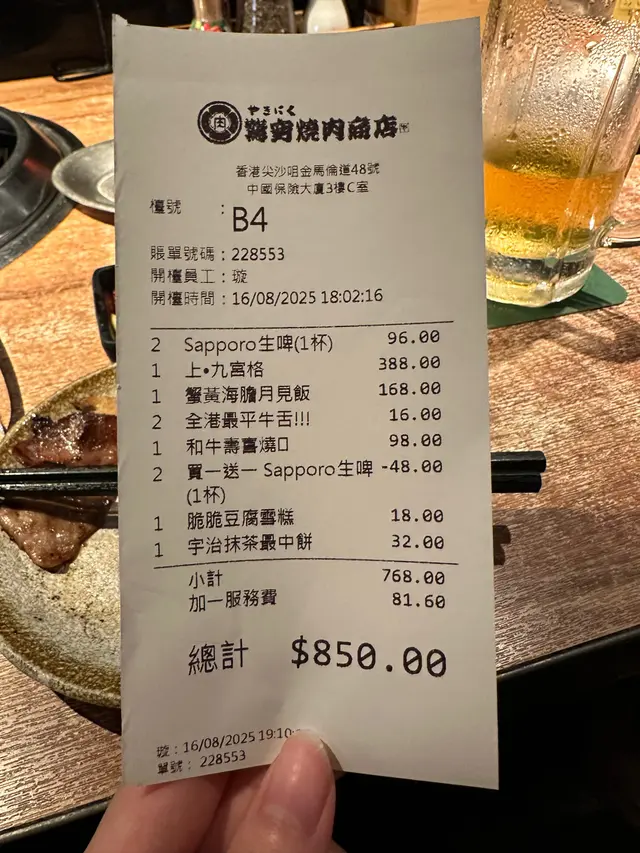 やきにく
燒肉魚店
香港尖沙咀金馬倫道48號
中國保險大廈3樓C室
檯號 : B4
賬單號碼 : 228553
開檯員工 : 璇
開檯時間 : 16/08/2025 18:02:16
2 Sapporo生啤(1杯) 96.00
1 上•九宮格 388.00
1 蟹黃海膽月見飯 168.00
2 全港最平牛舌!!! 16.00
1 和牛壽喜燒口 98.00
2 買一送一 Sapporo生啤 -48.00
(1杯)
1 脆脆豆腐雪糕 18.00
1 宇治抹茶最中餅 32.00
小計 768.00
加一服務費 81.60
總計 $850.00
璇 : 16/08/2025 19:10:
單號 : 228553